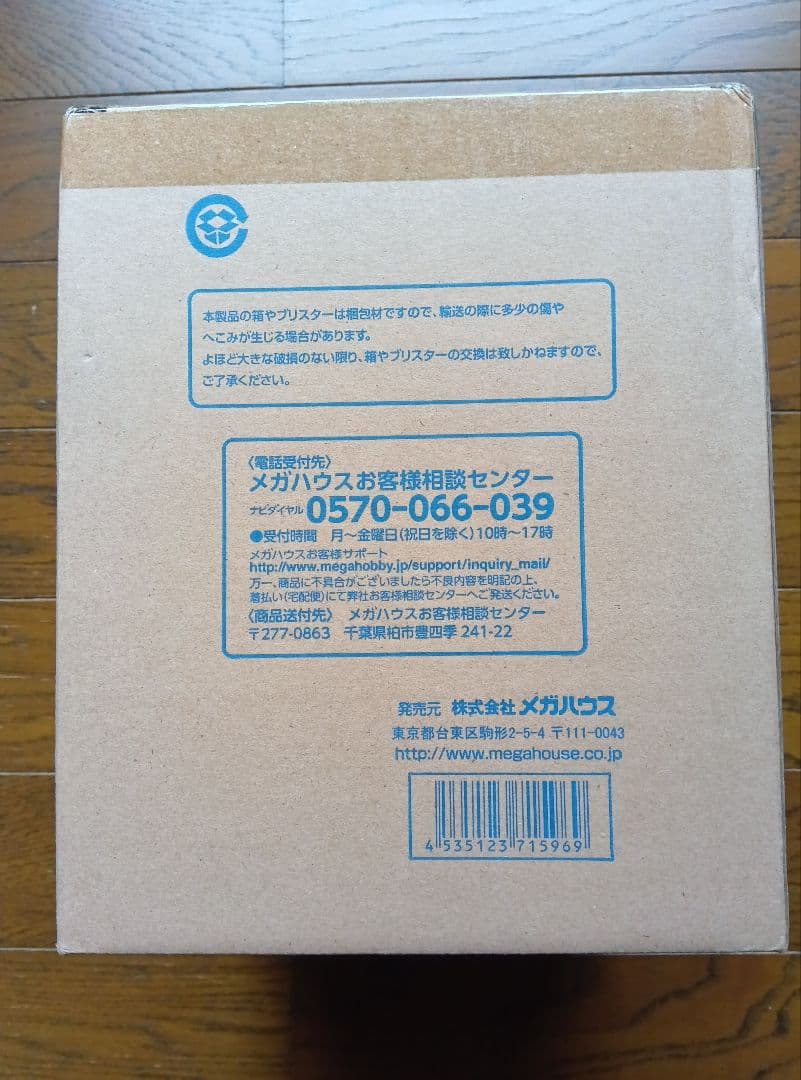 本製品の箱やブリスターは梱包材ですので、輸送の際に多少の傷や
へこみが生じる場合があります。
よほど大きな破損のない限り、箱やブリスターの交換は致しかねますので、
ご了承ください。
〈電話受付先〉
メガハウスお客様相談センター
ナビダイヤル 0570-066-039
●受付時間 月〜金曜日(祝日を除く)10時〜17時
メガハウスお客様サポート
http://www.megahobby.jp/support/inquiry_mail/
万一、商品に不具合がございましたら不良内容を明記の上、
着払い(宅配便)にて弊社お客様相談センターへご発送ください。
〈商品送付先〉 メガハウスお客様相談センター
〒277-0863 千葉県柏市豊四季 241-22
発売元 株式会社メガハウス
東京都台東区駒形2-5-4 〒111-0043
http://www.megahouse.co.jp
4 535123 715969